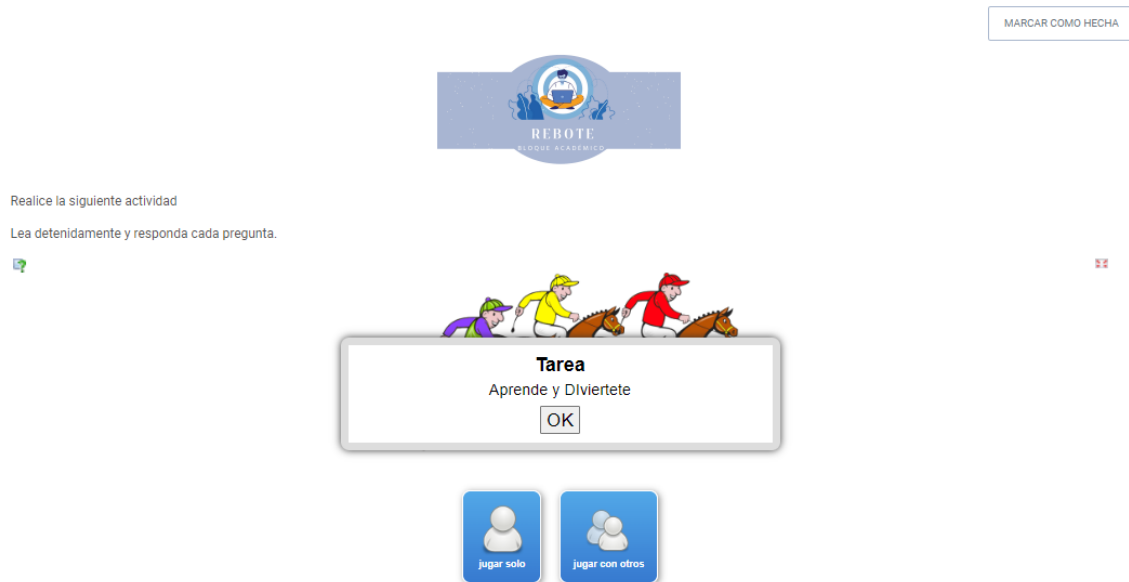 MARCAR COMO HECHA
REBOTE
BLOQUE ACADÉMICO
Realice la siguiente actividad
Lea detenidamente y responda cada pregunta.
Tarea
Aprende y DIviertete
OK
jugar solo
jugar con otros